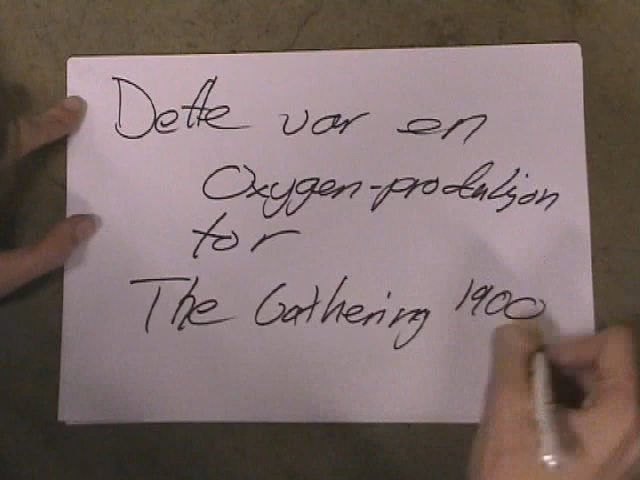 Dette var en
Oxygen-produksjon
for
The Gathering 1900